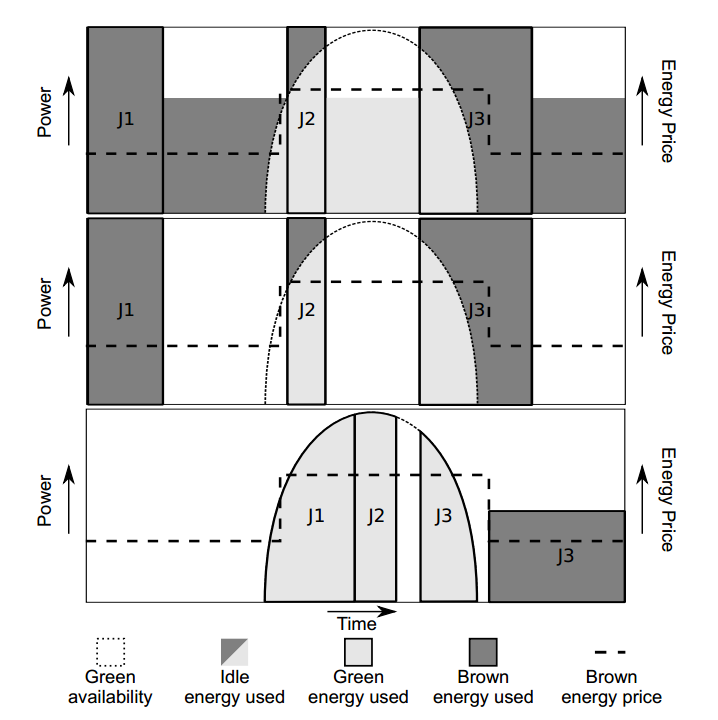 Power
J1
J2
J3
Energy Price
Power
J1
J2
J3
Energy Price
Power
J1
J2
J3
J3
Energy Price
Time
Green
availability
Idle
energy used
Green
energy used
Brown
energy used
Brown
energy price